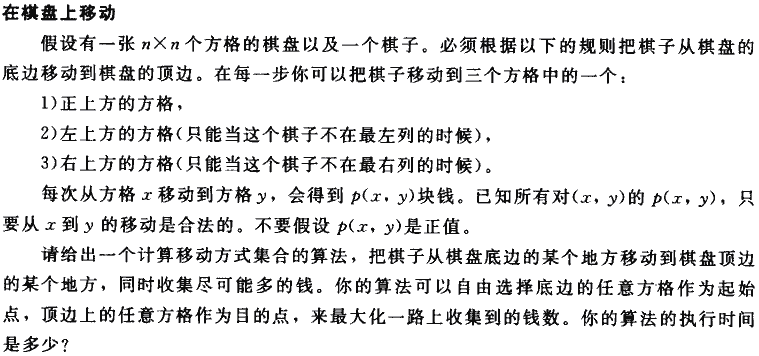 在棋盘上移动
假设有一张 n×n 个方格的棋盘以及一个棋子。必须根据以下的规则把棋子从棋盘的
底边移动到棋盘的顶边。在每一步你可以把棋子移动到三个方格中的一个：
1)正上方的方格，
2)左上方的方格(只能当这个棋子不在最左列的时候)，
3)右上方的方格(只能当这个棋子不在最右列的时候)。
每次从方格 x 移动到方格 y，会得到 p(x, y)块钱。已知所有对(x, y)的 p(x, y)，只
要从 x 到 y 的移动是合法的。不要假设 p(x, y)是正值。
请给出一个计算移动方式集合的算法，把棋子从棋盘底边的某个地方移动到棋盘顶边
的某个地方，同时收集尽可能多的钱。你的算法可以自由选择底边的任意方格作为起始
点，顶边上的任意方格作为目的点，来最大化一路上收集到的钱数。你的算法的执行时间
是多少？